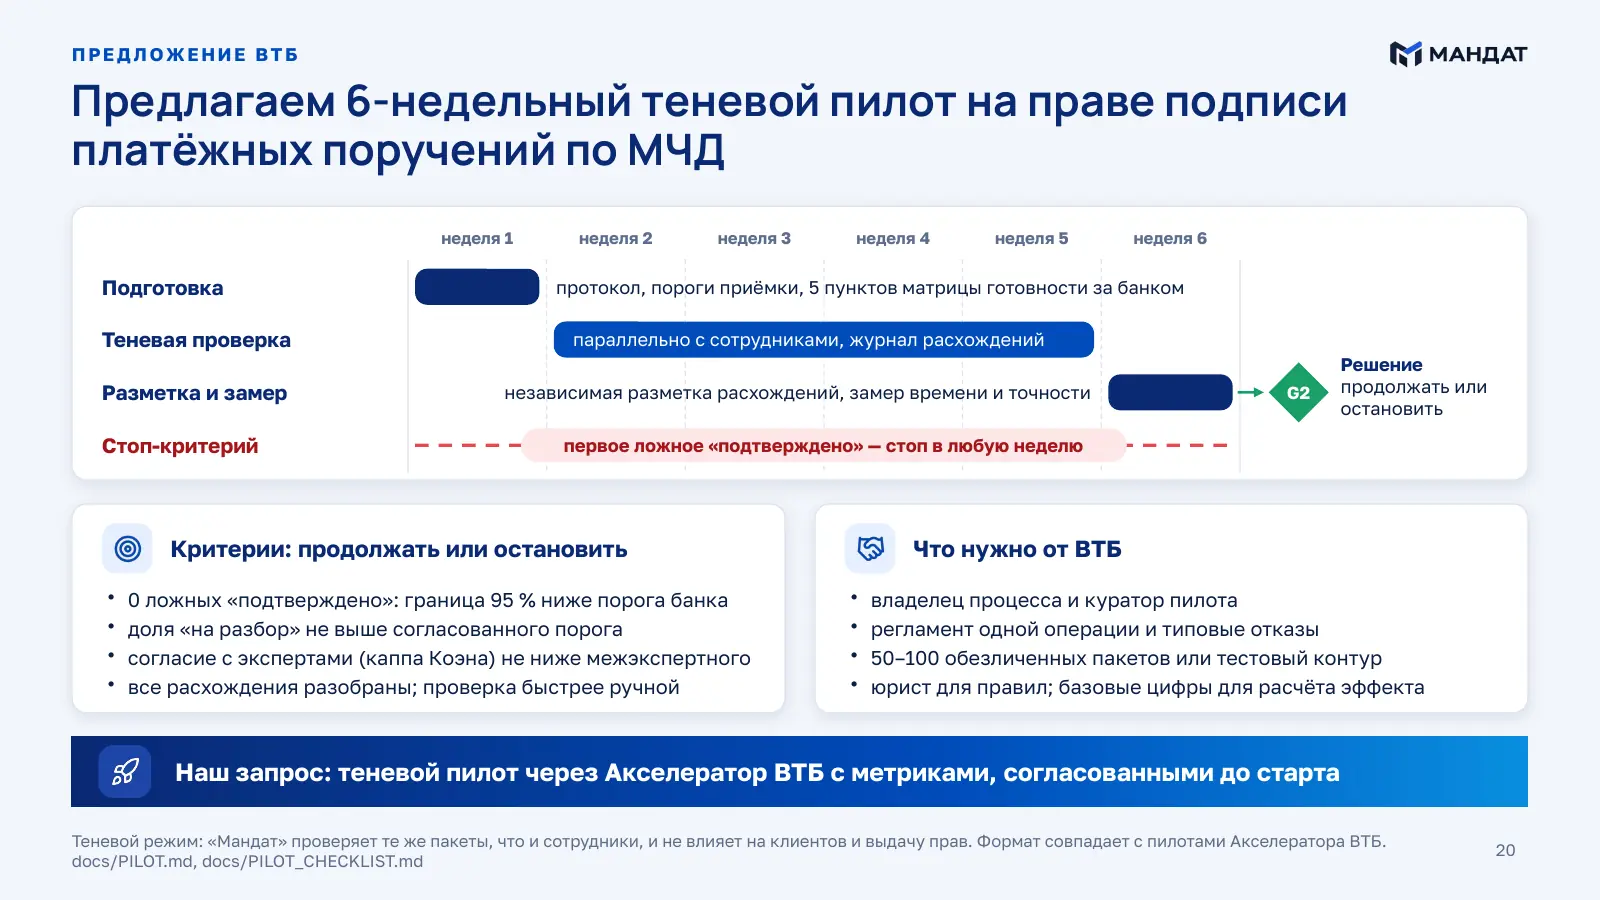 ПРЕДЛОЖЕНИЕ ВТБ
МАНДАТ
Предлагаем 6-недельный теневой пилот на праве подписи
платёжных поручений по МЧД
неделя 1
неделя 2
неделя 3
неделя 4
неделя 5
неделя 6
Подготовка
протокол, пороги приёмки, 5 пунктов матрицы готовности за банком
Теневая проверка
параллельно с сотрудниками, журнал расхождений
Разметка и замер
независимая разметка расхождений, замер времени и точности
G2
Решение
продолжать или
остановить
Стоп-критерий
первое ложное «подтверждено» — стоп в любую неделю
Критерии: продолжать или остановить
• 0 ложных «подтверждено»: граница 95 % ниже порога банка
• доля «на разбор» не выше согласованного порога
• согласие с экспертами (каппа Коэна) не ниже межэкспертного
• все расхождения разобраны; проверка быстрее ручной
Что нужно от ВТБ
• владелец процесса и куратор пилота
• регламент одной операции и типовые отказы
• 50–100 обезличенных пакетов или тестовый контур
• юрист для правил; базовые цифры для расчёта эффекта
Наш запрос: теневой пилот через Акселератор ВТБ с метриками, согласованными до старта
Теневой режим: «Мандат» проверяет те же пакеты, что и сотрудники, и не влияет на клиентов и выдачу прав. Формат совпадает с пилотами Акселератора ВТБ.
docs/PILOT.md, docs/PILOT_CHECKLIST.md
20